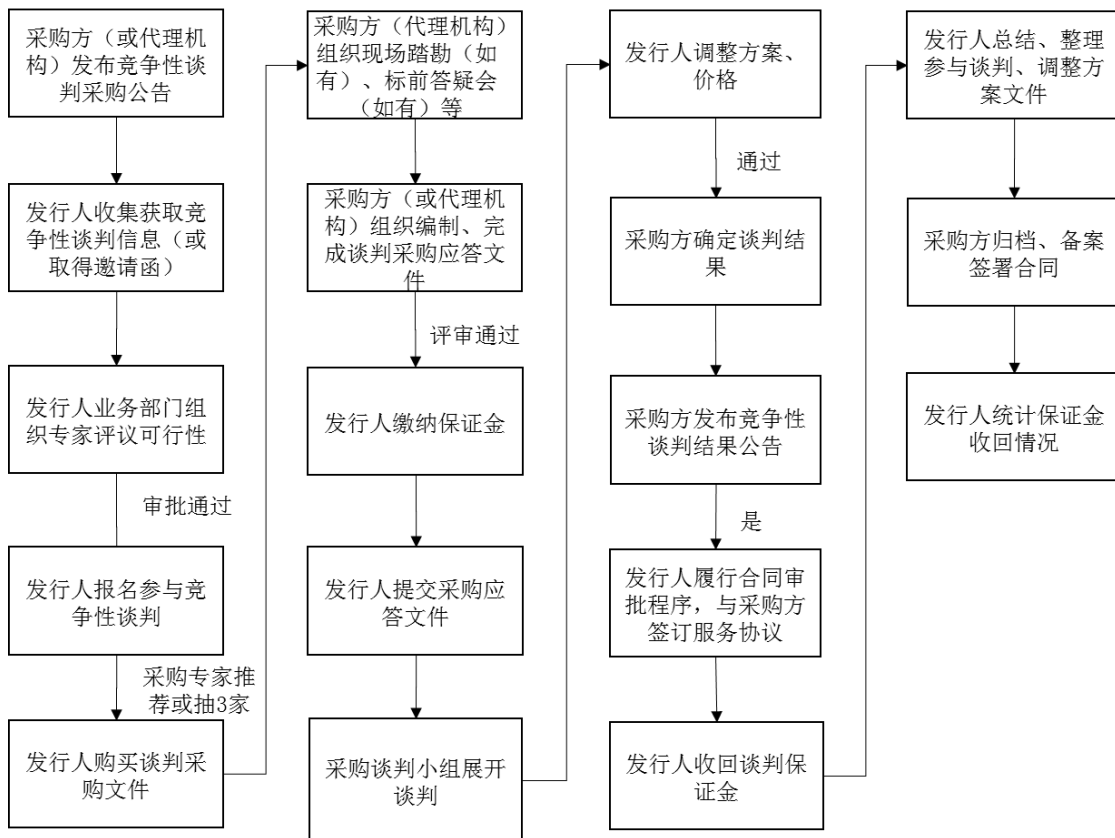 采购方（或代理机
构）发布竞争性谈
判采购公告
发行人收集获取竞
争性谈判信息（或
取得邀请函）
发行人业务部门组
织专家评议可行性
审批通过
发行人报名参与竞
争性谈判
采购专家推
荐或抽3家
发行人购买谈判采
购文件
采购方（代理机构）
组织现场踏勘（如
有）、标前答疑会
（如有）等
采购方（或代理机
构）组织编制、完
成谈判采购应答文
件
评审通过
发行人缴纳保证金
发行人提交采购应
答文件
采购谈判小组展开
谈判
发行人调整方案、
价格
通过
采购方确定谈判结
果
采购方发布竞争性
谈判结果公告
是
发行人履行合同审
批程序，与采购方
签订服务协议
发行人收回谈判保
证金
发行人总结、整理
参与谈判、调整方
案文件
采购方归档、备案
签署合同
发行人统计保证金
收回情况